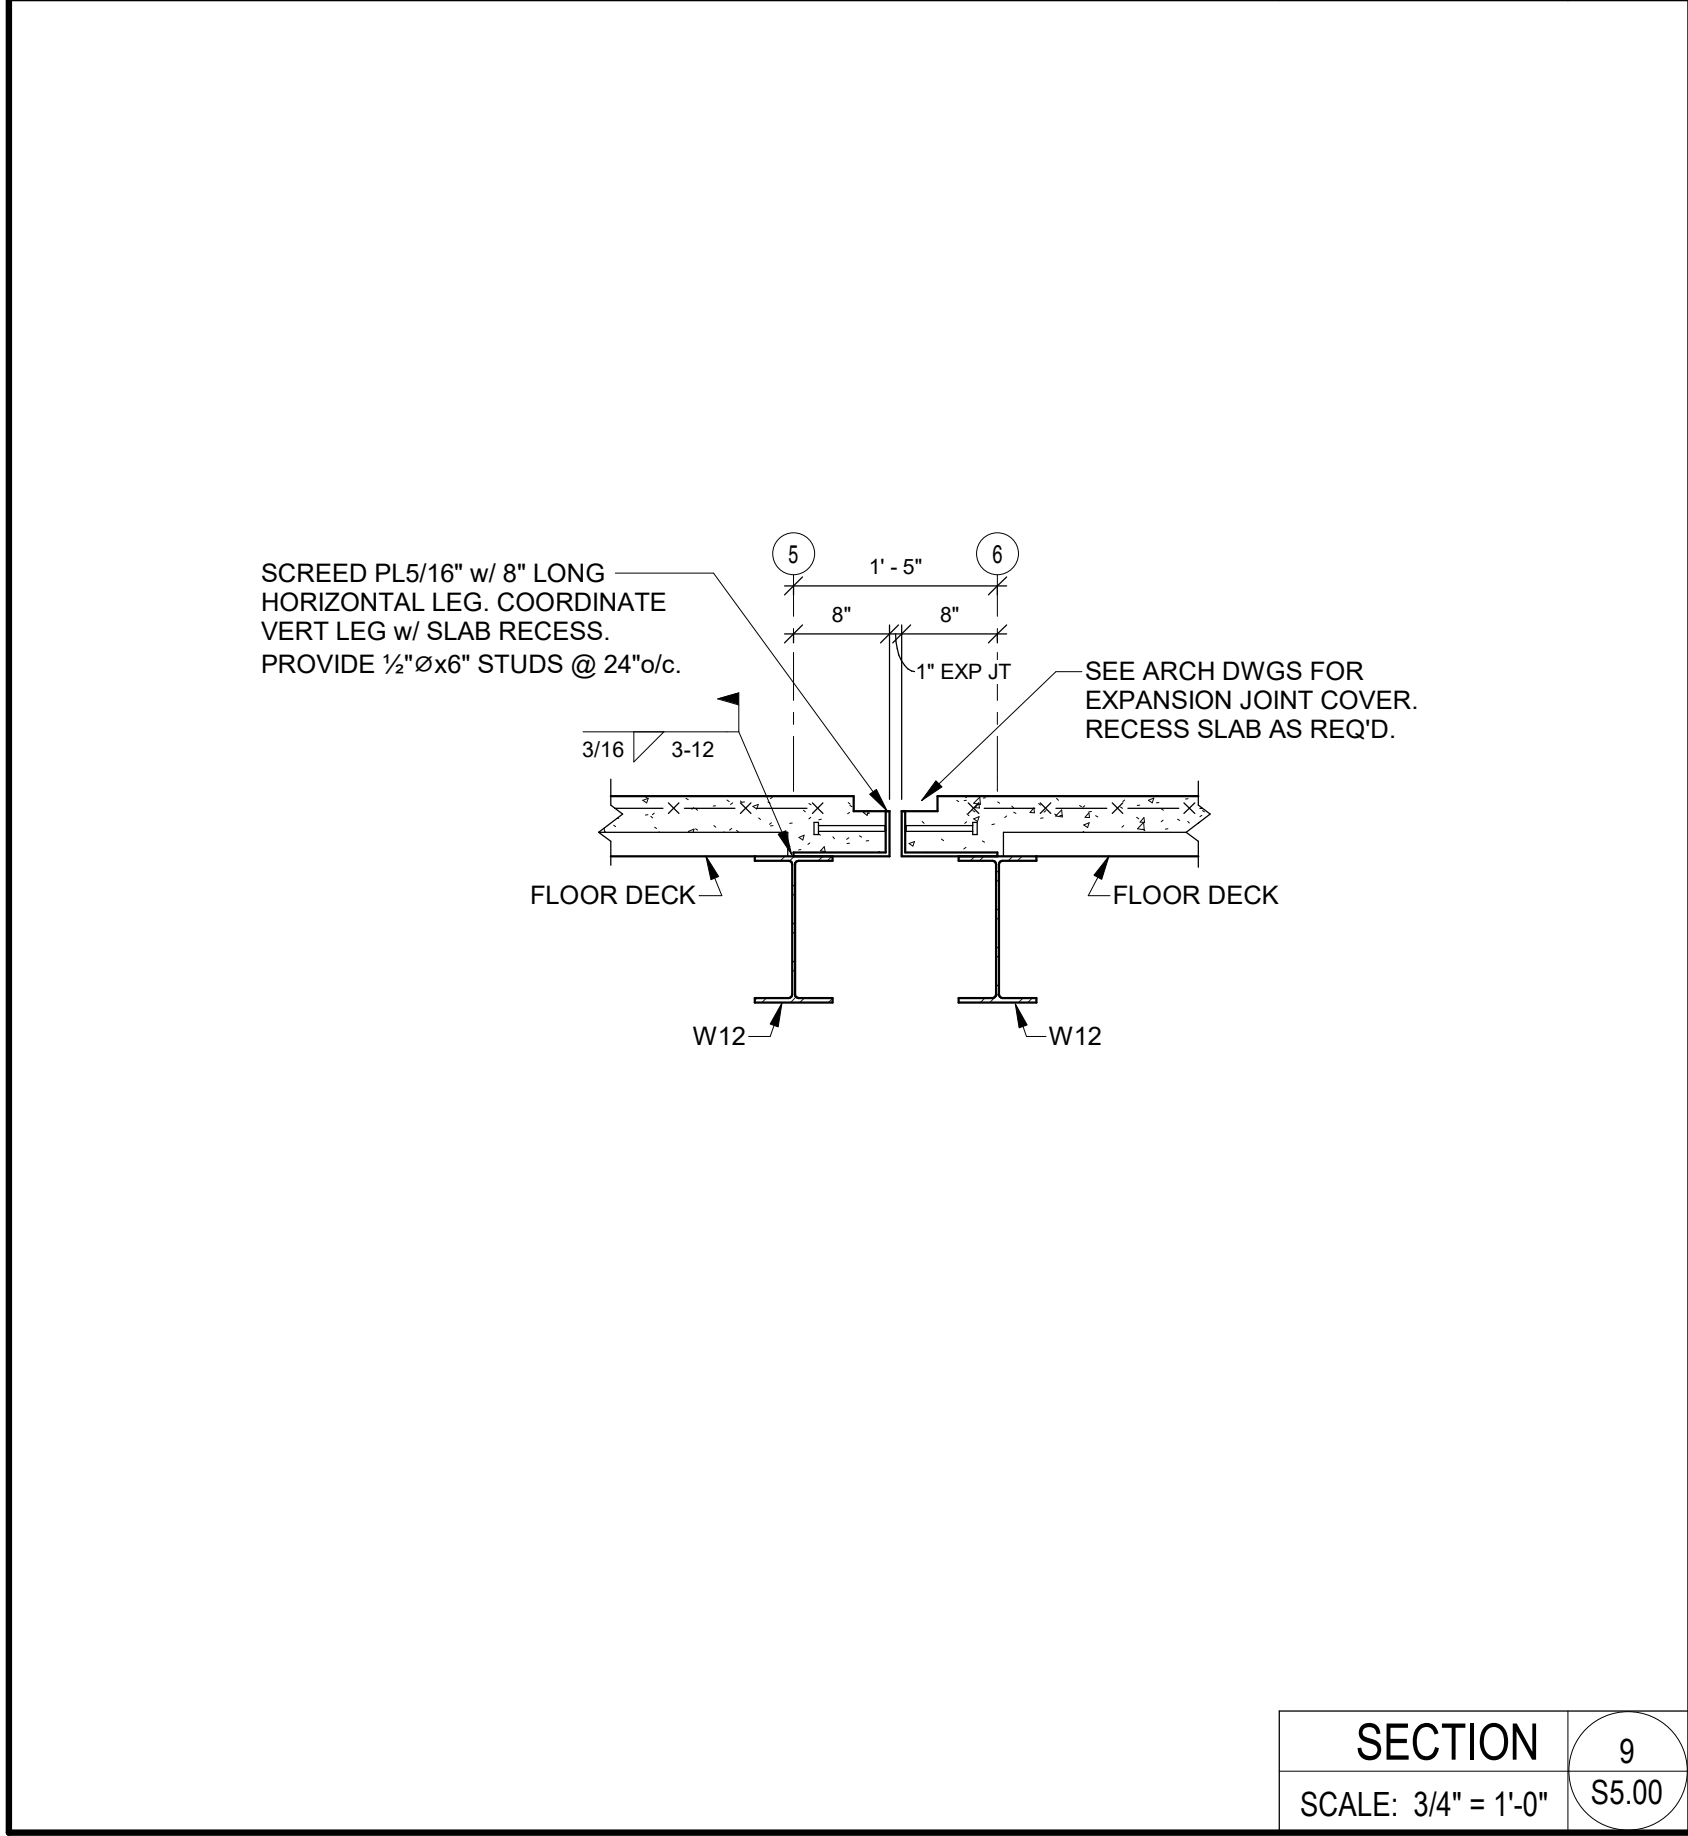 5
6
1' - 5"
8"
8"
1" EXP JT
SCREED PL5/16" w/ 8" LONG
HORIZONTAL LEG. COORDINATE
VERT LEG w/ SLAB RECESS.
PROVIDE ½"Øx6" STUDS @ 24"o/c.
SEE ARCH DWGS FOR
EXPANSION JOINT COVER.
RECESS SLAB AS REQ'D.
3/16 3-12
FLOOR DECK
FLOOR DECK
W12
W12
SECTION
SCALE: 3/4" = 1'-0"
9
S5.00